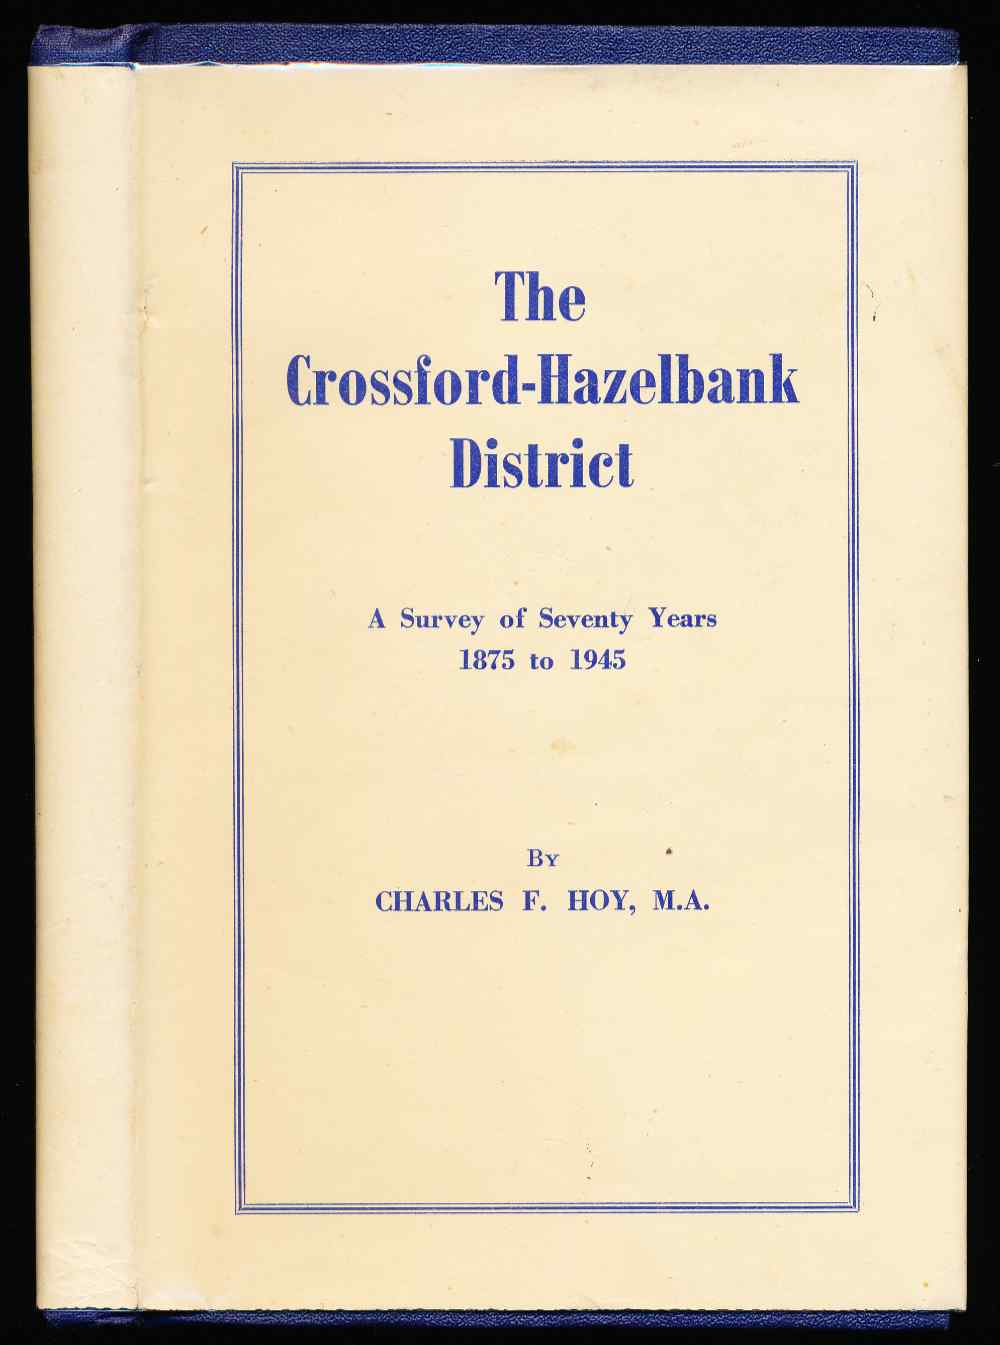 The
Crossford-Hazelbank
District
A Survey of Seventy Years
1875 to 1945
By
CHARLES F. HOY, M.A.